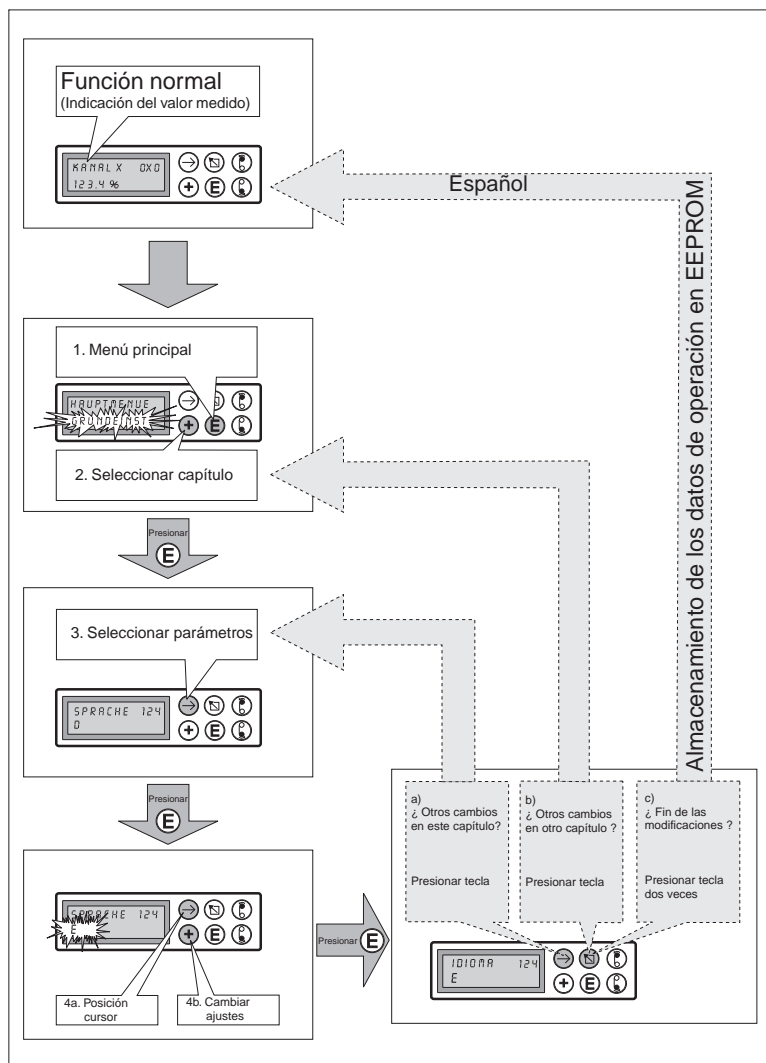 Función normal
(Indicación del valor medido)
KANAL X 0X0
123.4 %
E
Español
Almacenamiento de los datos de operación en EEPROM
1. Menú principal
HAUPTMENUE
GRUNDEINST
E
2. Seleccionar capítulo
Presionar
E
3. Seleccionar parámetros
SPRACHE 124
D
E
Presionar
E
SPRACHE 124
E
E
4a. Posición
cursor
4b. Cambiar
ajustes
Presionar E
a)
¿ Otros cambios
en este capítulo?
Presionar tecla
b)
¿ Otros cambios
en otro capítulo ?
Presionar tecla
c)
¿ Fin de las
modificaciones ?
Presionar tecla
dos veces
IDIOMA 124
E
E